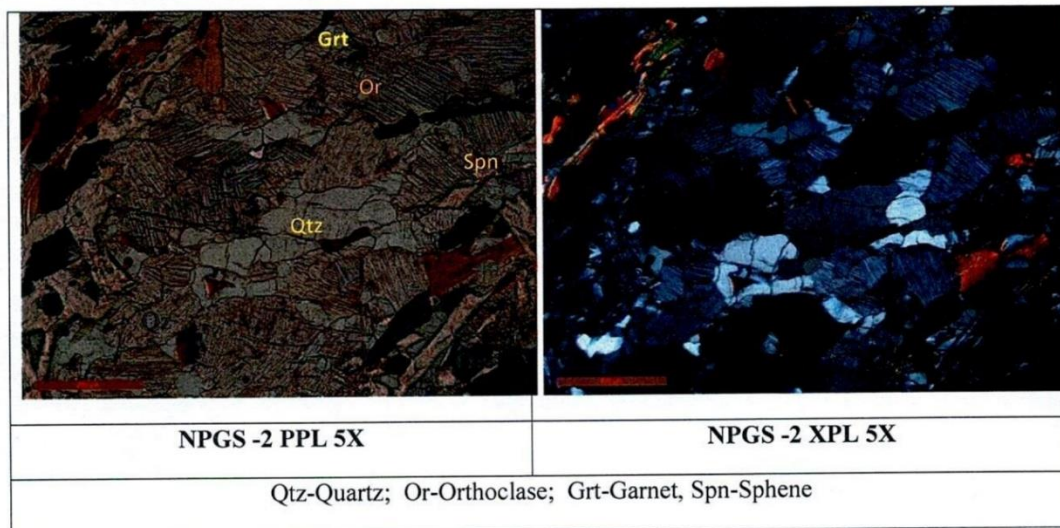 Grt
Or
Spn
Qtz
NPGS -2 PPL 5X
NPGS -2 XPL 5X
Qtz-Quartz; Or-Orthoclase; Grt-Garnet, Spn-Sphene